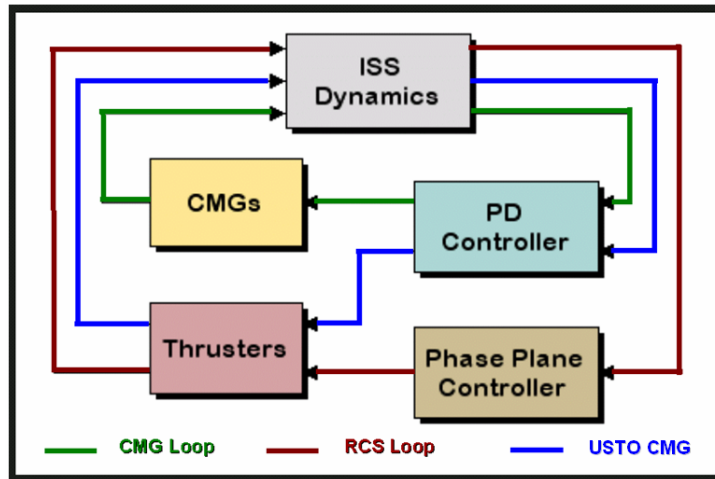 ISS
Dynamics
CMGs
PD
Controller
Thrusters
Phase Plane
Controller
CMG Loop
RCS Loop
USTO CMG